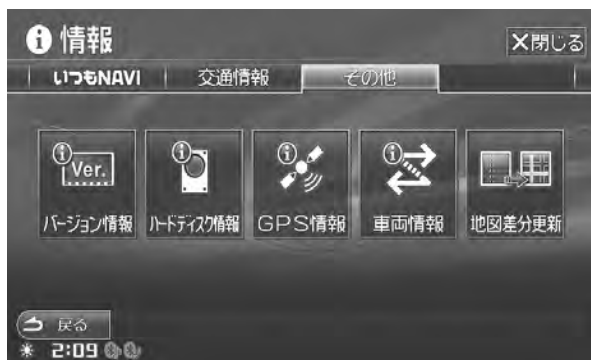 情報
×閉じる
いつもNAVI 交通情報 その他
Ver.
バージョン情報 ハードディスク情報 GPS情報 車両情報 地図差分更新
戻る
2:09